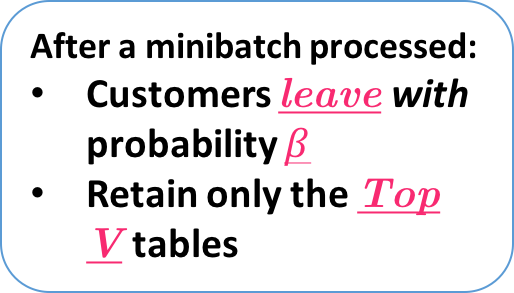 After a minibatch processed:
• Customers leave with
probability β
• Retain only the Top
V tables